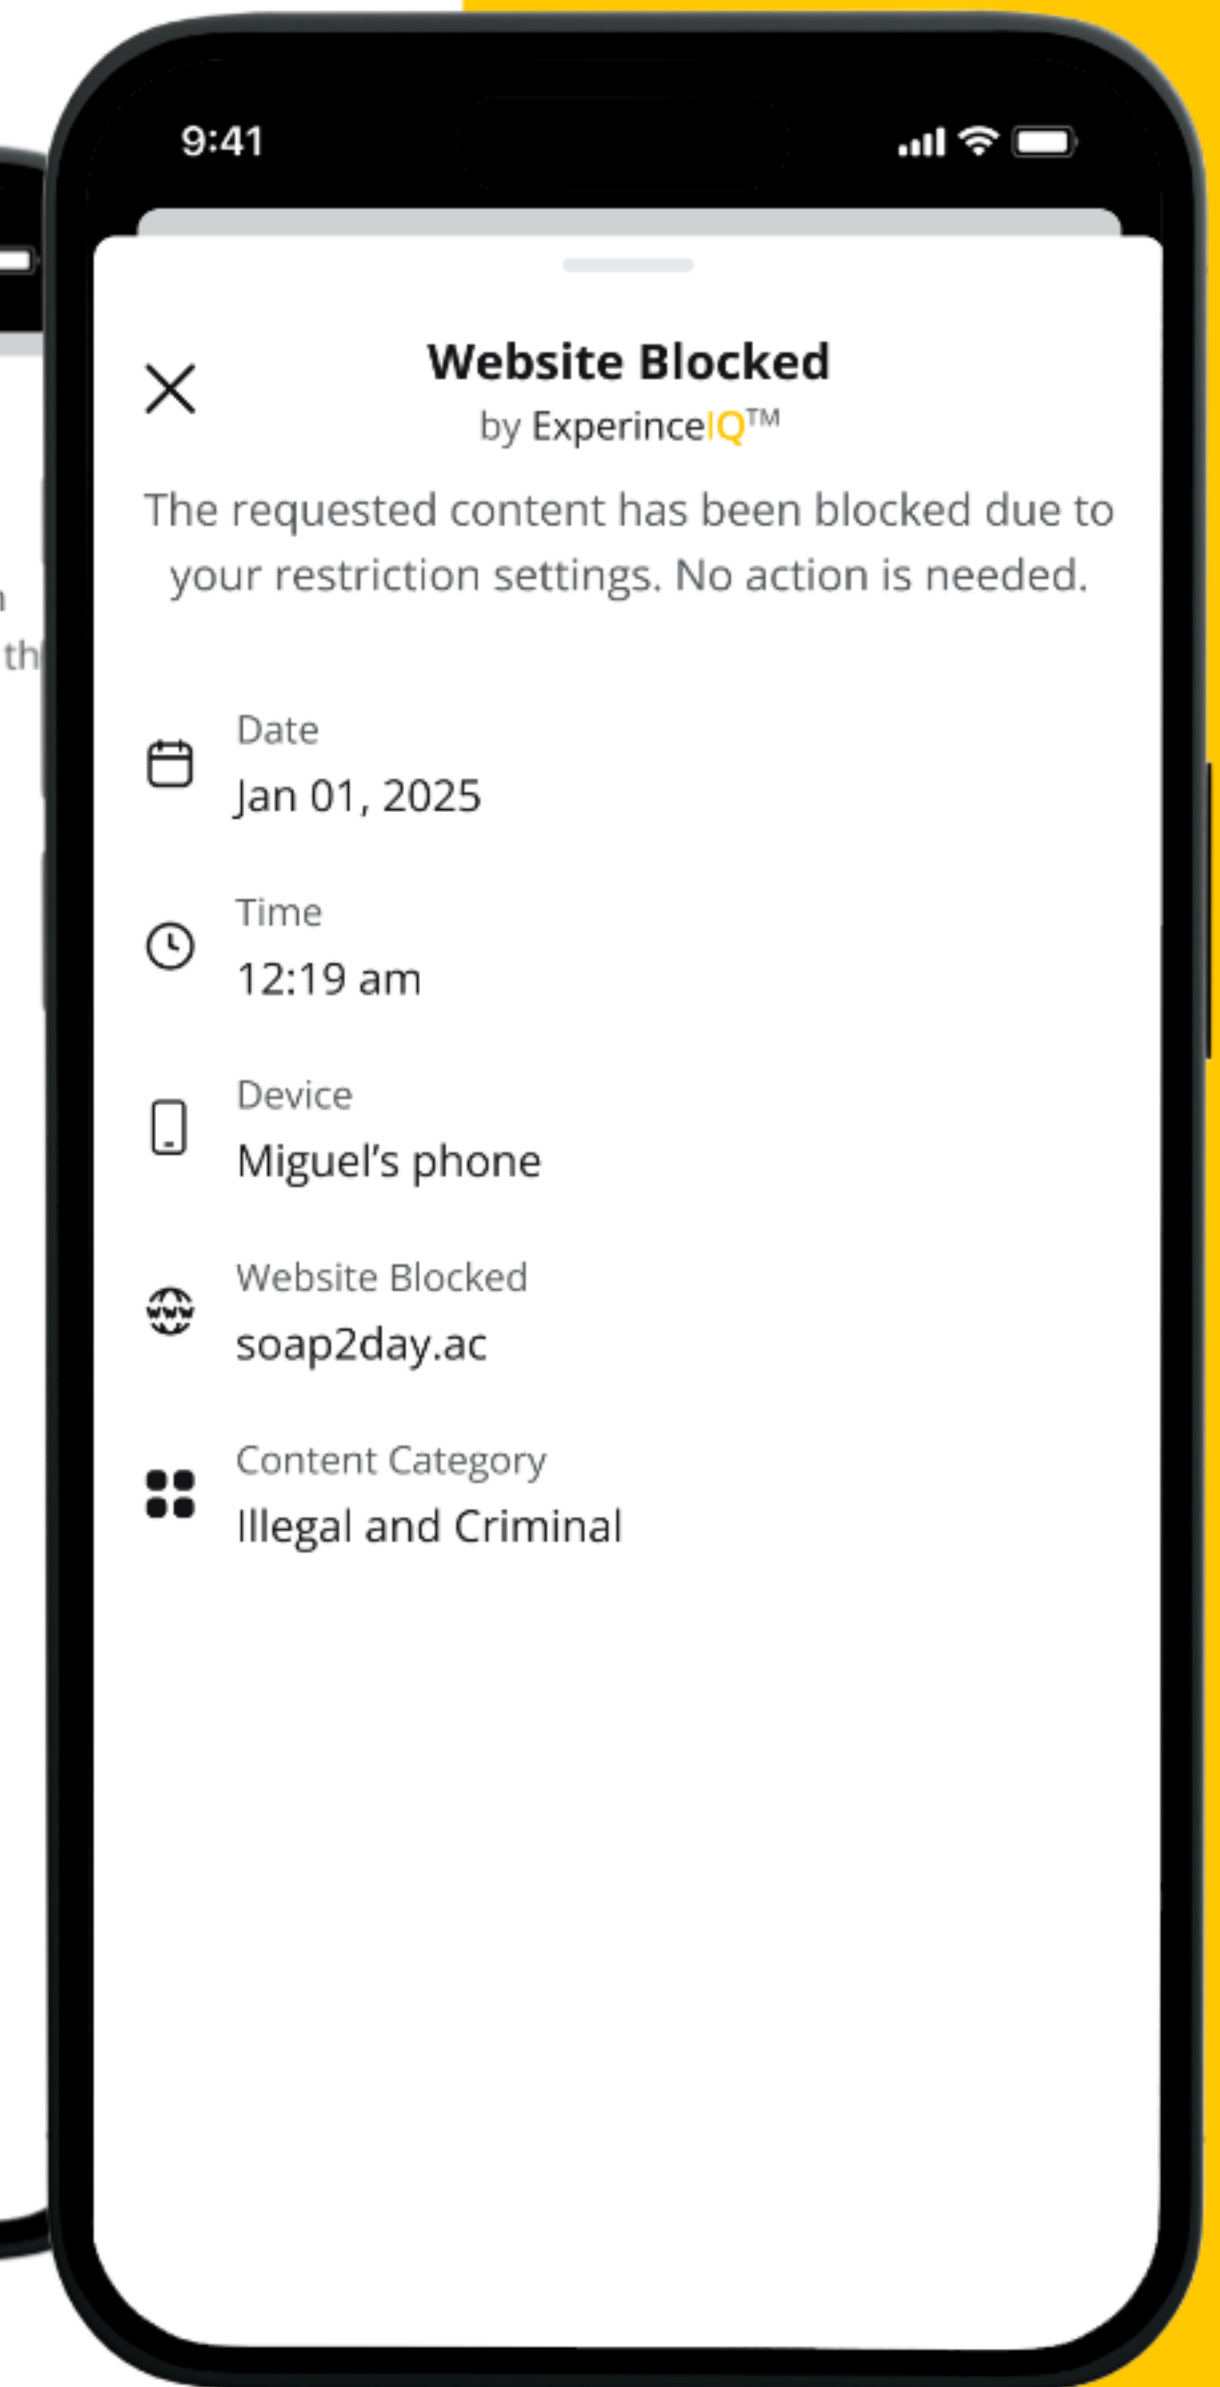 9:41
Website Blocked
by ExperinceIQ™
The requested content has been blocked due to
your restriction settings. No action is needed.
th
Date
Jan 01, 2025
Time
12:19 am
Device
Miguel’s phone
Website Blocked
www
soap2day.ac
Content Category
Illegal and Criminal